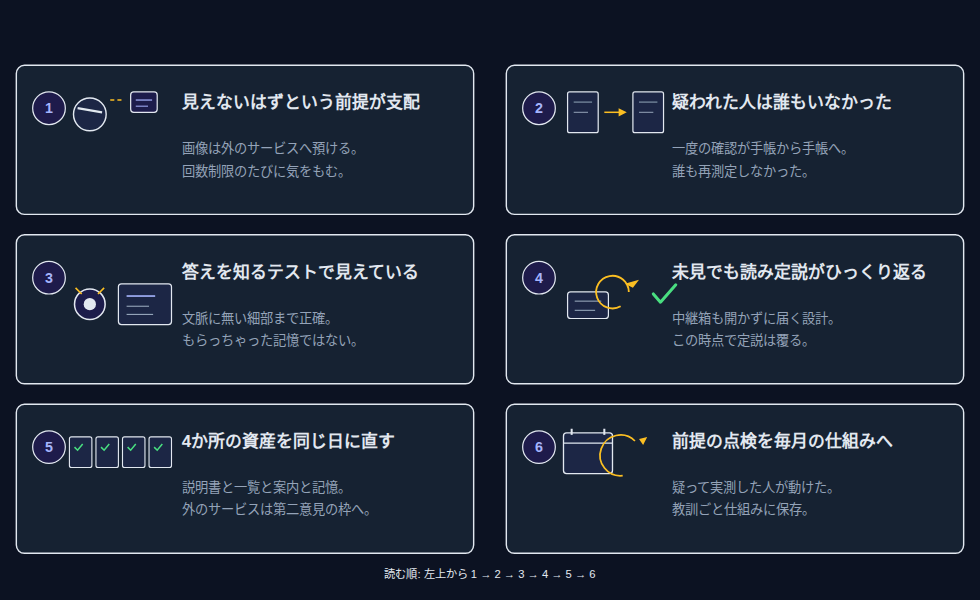 1
見えないはずという前提が支配
画像は外のサービスへ預ける。
回数制限のたびに気をもむ。
2
疑われた人は誰もいなかった
一度の確認が手帳から手帳へ。
誰も再測定しなかった。
3
答えを知るテストで見えている
文脈に無い細部まで正確。
もらっちゃった記憶ではない。
4
未見でも読み定説がひっくり返る
中継箱も開かずに届く設計。
この時点で定説は覆る。
5
4か所の資産を同じ日に直す
説明書と一覧と案内と記憶。
外のサービスは第二意見の枠へ。
6
前提の点検を毎月の仕組みへ
疑って実測した人が動けた。
教訓ごと仕組みに保存。
読む順: 左上から 1 → 2 → 3 → 4 → 5 → 6